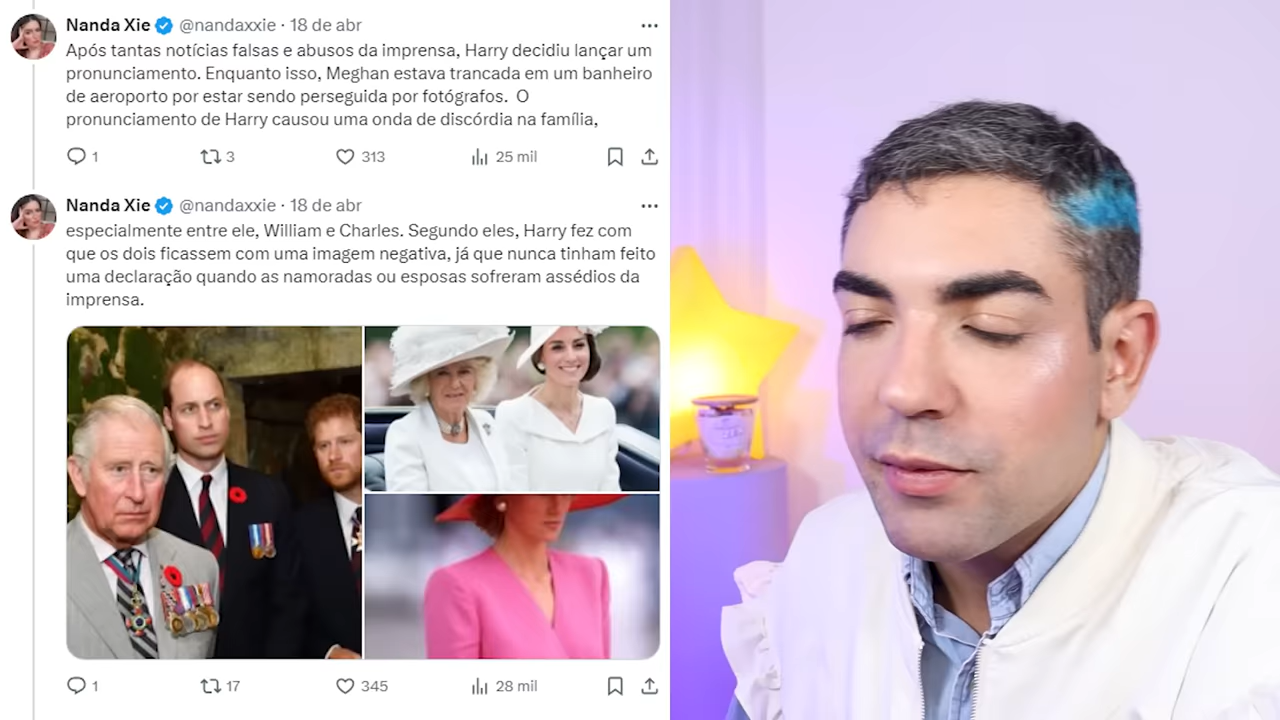 Nanda Xie @nandaxxie · 18 de abr
Após tantas notícias falsas e abusos da imprensa, Harry decidiu lançar um
pronunciamento. Enquanto isso, Meghan estava trancada em um banheiro
de aeroporto por estar sendo perseguida por fotógrafos. O
pronunciamento de Harry causou uma onda de discórdia na família,
1 3 313 25 mil
Nanda Xie @nandaxxie · 18 de abr
especialmente entre ele, William e Charles. Segundo eles, Harry fez com
que os dois ficassem com uma imagem negativa, já que nunca tinham feito
uma declaração quando as namoradas ou esposas sofreram assédios da
imprensa.
1 17 345 28 mil